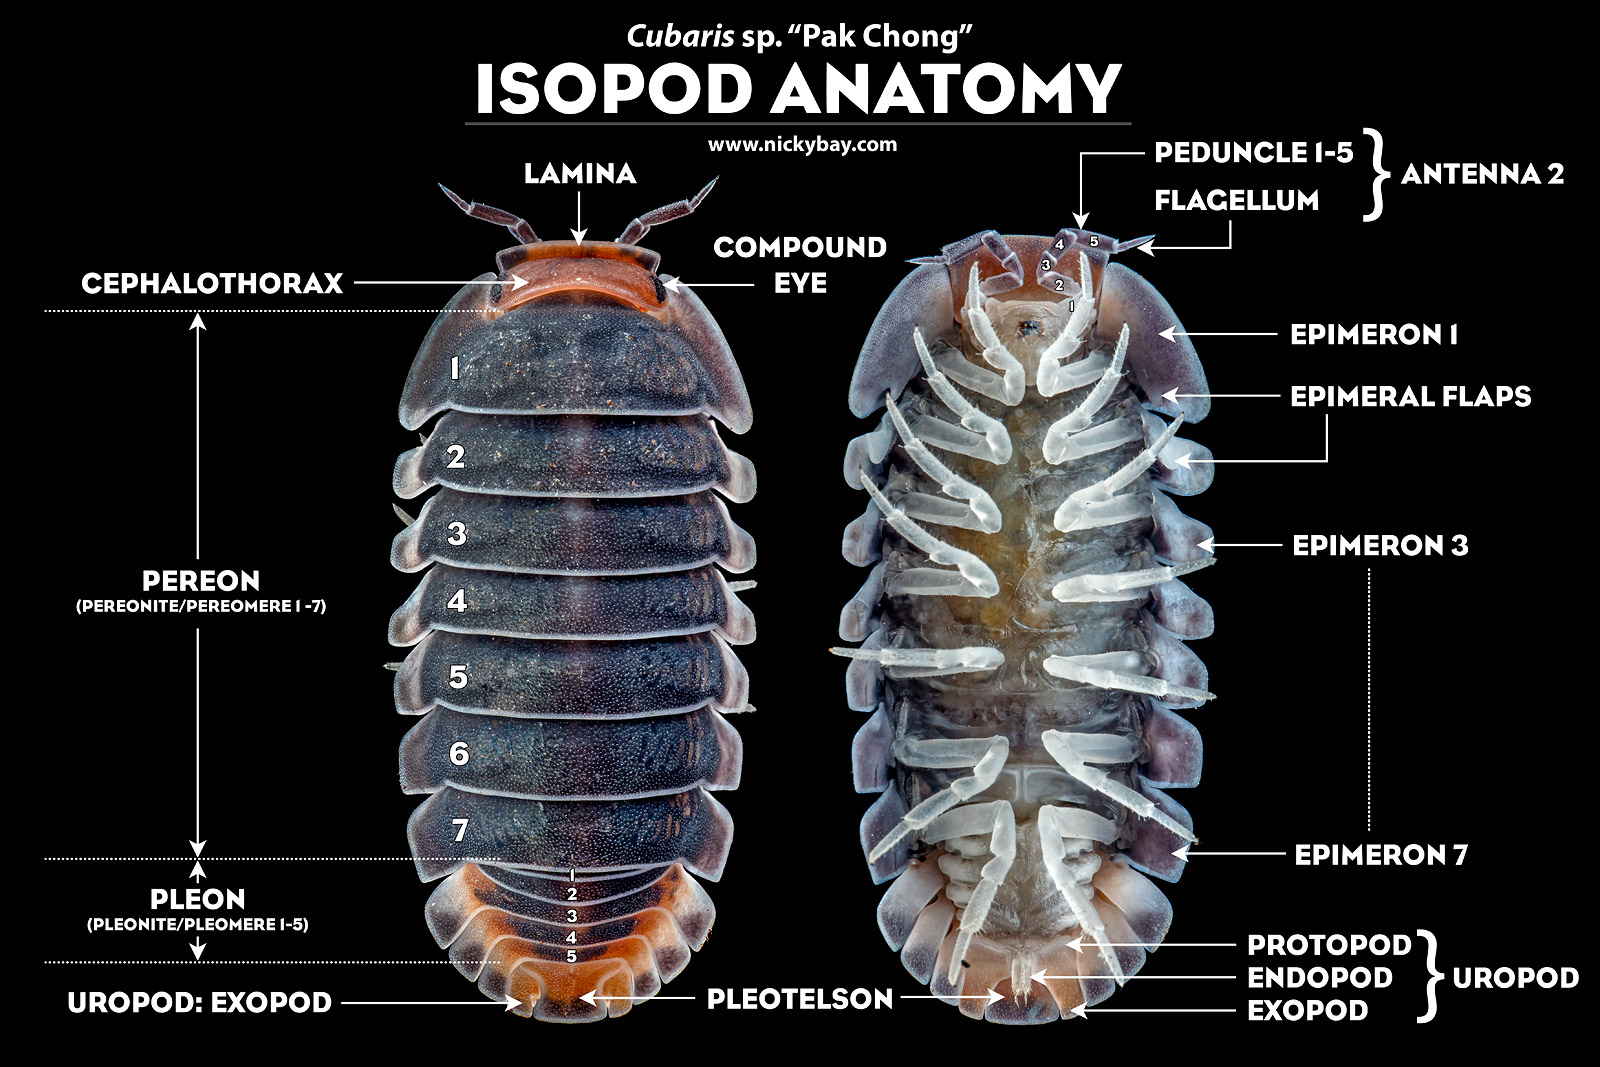 Cubaris sp. “Pak Chong”
ISOPOD ANATOMY
www.nickybay.com
LAMINA
CEPHALOTHORAX
COMPOUND
EYE
PEREON
(PEREONITE/PEREOMERE 1-7)
PLEON
(PLEONITE/PLEOMERE 1-5)
UROPOD: EXOPOD
1
2
3
4
5
6
7
1
2
3
4
5
PLEOTELSON
PEDUNCLE 1-5
FLAGELLUM
ANTENNA 2
5
4
3
2
1
EPIMERON 1
EPIMERAL FLAPS
EPIMERON 3
EPIMERON 7
PROTOPOD
ENDOPOD
EXOPOD
UROPOD